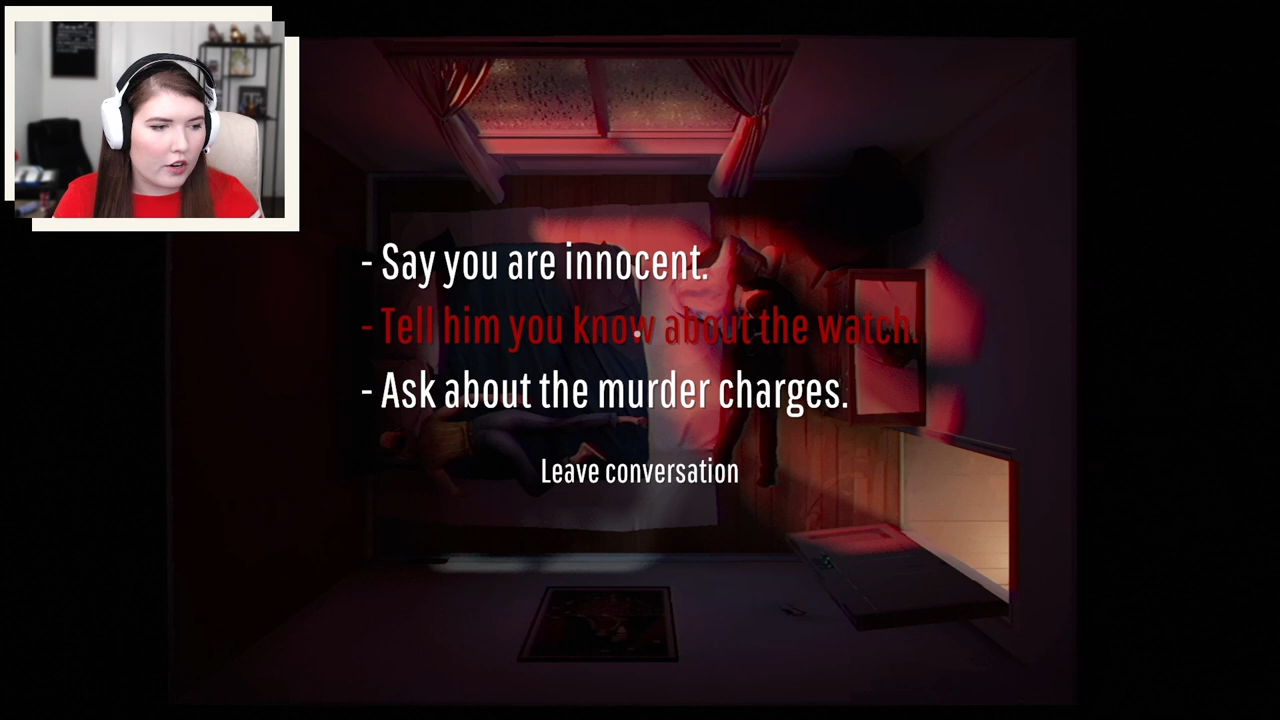 - Say you are innocent.
- Tell him you know about the watch.
- Ask about the murder charges.
Leave conversation